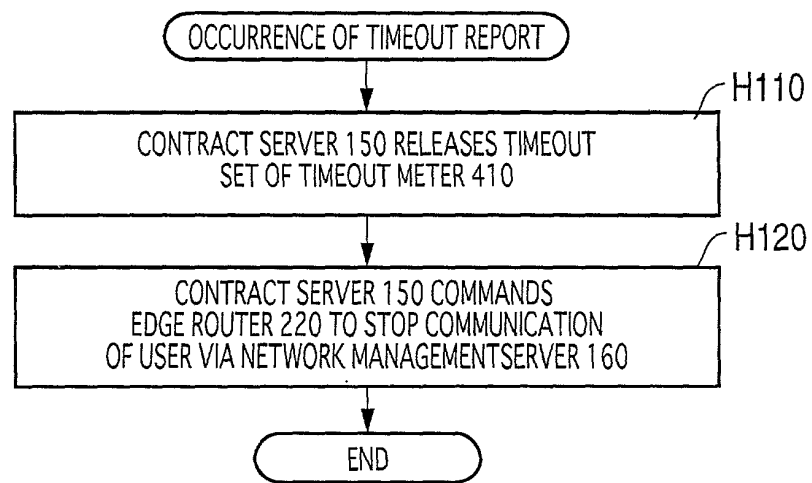 OCCURRENCE OF TIMEOUT REPORT
H110
CONTRACT SERVER 150 RELEASES TIMEOUT
SET OF TIMEOUT METER 410
H120
CONTRACT SERVER 150 COMMANDS
EDGE ROUTER 220 TO STOP COMMUNICATION
OF USER VIA NETWORK MANAGEMENTSERVER 160
END